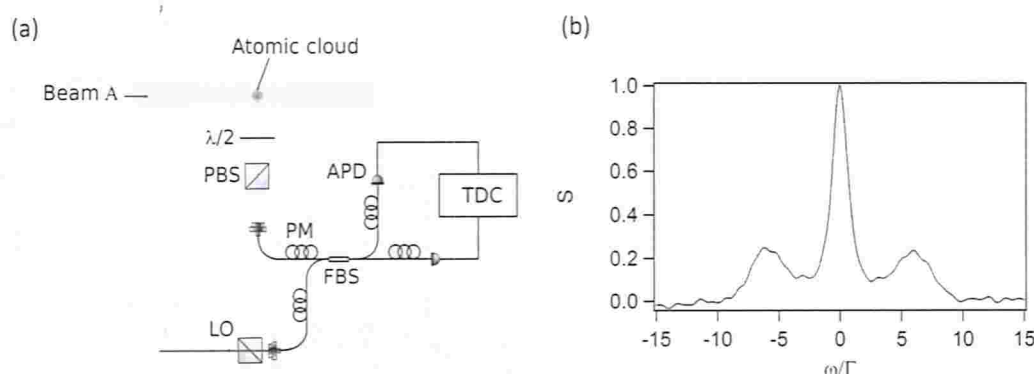 (a)
Atomic cloud
Beam A
λ/2
PBS
APD
TDC
PM
FBS
LO
(b)
1.0
0.8
0.6
0.4
0.2
0.0
S
-15 -10 -5 0 5 10 15
ω/Γ